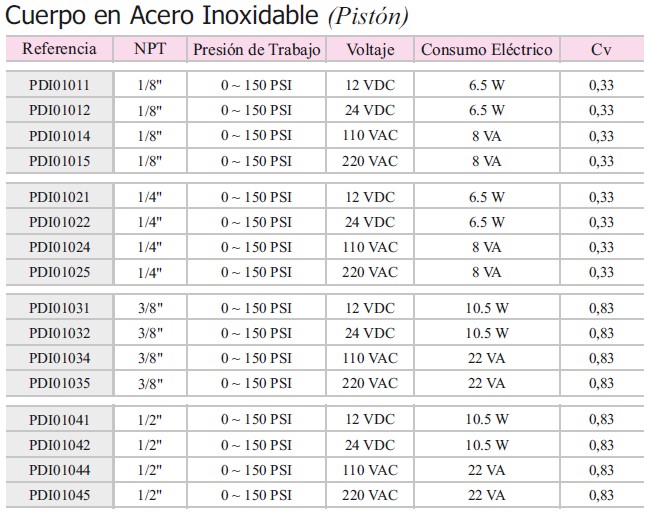 Cuerpo en Acero Inoxidable (Pistón)
Referencia NPT Presión de Trabajo Voltaje Consumo Eléctrico Cv
PDI01011 1/8" 0 ~ 150 PSI 12 VDC 6.5 W 0,33
PDI01012 1/8" 0 ~ 150 PSI 24 VDC 6.5 W 0,33
PDI01014 1/8" 0 ~ 150 PSI 110 VAC 8 VA 0,33
PDI01015 1/8" 0 ~ 150 PSI 220 VAC 8 VA 0,33
PDI01021 1/4" 0 ~ 150 PSI 12 VDC 6.5 W 0,33
PDI01022 1/4" 0 ~ 150 PSI 24 VDC 6.5 W 0,33
PDI01024 1/4" 0 ~ 150 PSI 110 VAC 8 VA 0,33
PDI01025 1/4" 0 ~ 150 PSI 220 VAC 8 VA 0,33
PDI01031 3/8" 0 ~ 150 PSI 12 VDC 10.5 W 0,83
PDI01032 3/8" 0 ~ 150 PSI 24 VDC 10.5 W 0,83
PDI01034 3/8" 0 ~ 150 PSI 110 VAC 22 VA 0,83
PDI01035 3/8" 0 ~ 150 PSI 220 VAC 22 VA 0,83
PDI01041 1/2" 0 ~ 150 PSI 12 VDC 10.5 W 0,83
PDI01042 1/2" 0 ~ 150 PSI 24 VDC 10.5 W 0,83
PDI01044 1/2" 0 ~ 150 PSI 110 VAC 22 VA 0,83
PDI01045 1/2" 0 ~ 150 PSI 220 VAC 22 VA 0,83